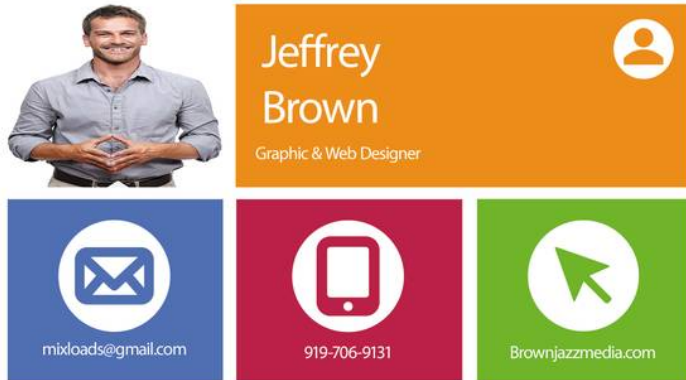 Jeffrey
Brown
Graphic & Web Designer
mixloads@gmail.com
919-706-9131
Brownjazzmedia.com